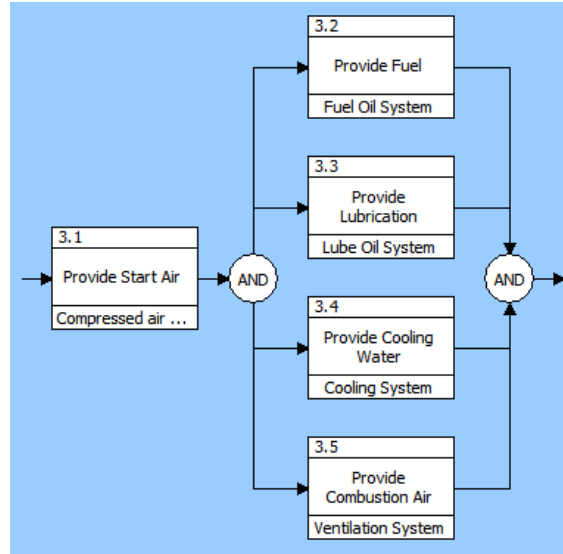 3.2
Provide Fuel
Fuel Oil System
3.3
Provide
Lubrication
Lube Oil System
3.1
Provide Start Air
Compressed air ...
AND
AND
3.4
Provide Cooling
Water
Cooling System
3.5
Provide
Combustion Air
Ventilation System